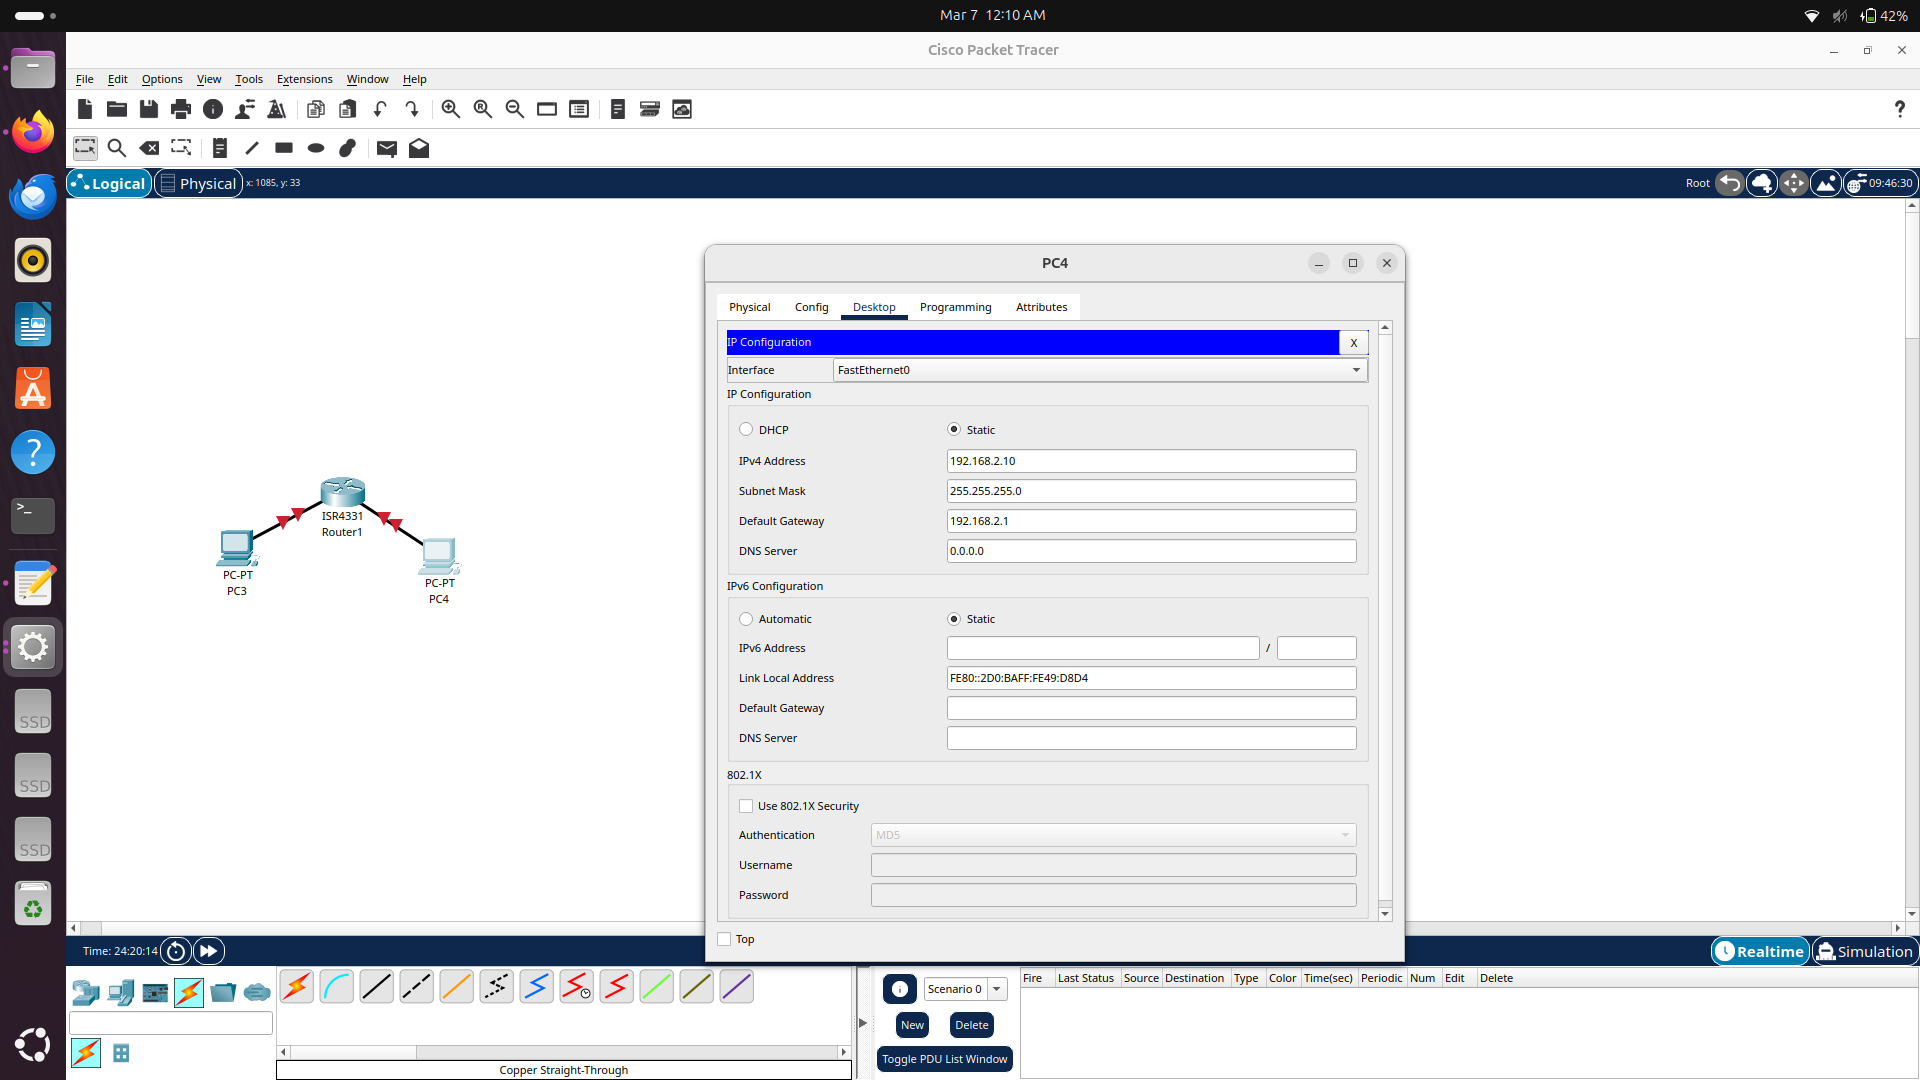 Mar 7 12:10 AM
42%
Cisco Packet Tracer
File Edit Options View Tools Extensions Window Help
Logical
Physical
x: 1085, y: 33
Root
09:46:30
PC4
Physical Config Desktop Programming Attributes
IP Configuration
X
Interface
FastEthernet0
IP Configuration
DHCP
Static
IPv4 Address
192.168.2.10
Subnet Mask
255.255.255.0
Default Gateway
192.168.2.1
DNS Server
0.0.0.0
IPv6 Configuration
Automatic
Static
IPv6 Address
/
Link Local Address
FE80::2D0:BAFF:FE49:D8D4
Default Gateway
DNS Server
802.1X
Use 802.1X Security
Authentication
MD5
Username
Password
Top
ISR4331
Router1
PC-PT
PC3
PC-PT
PC4
SSD
SSD
SSD
Time: 24:20:14
Realtime
Simulation
Scenario 0
New
Delete
Toggle PDU List Window
Fire Last Status Source Destination Type Color Time(sec) Periodic Num Edit Delete
Copper Straight-Through